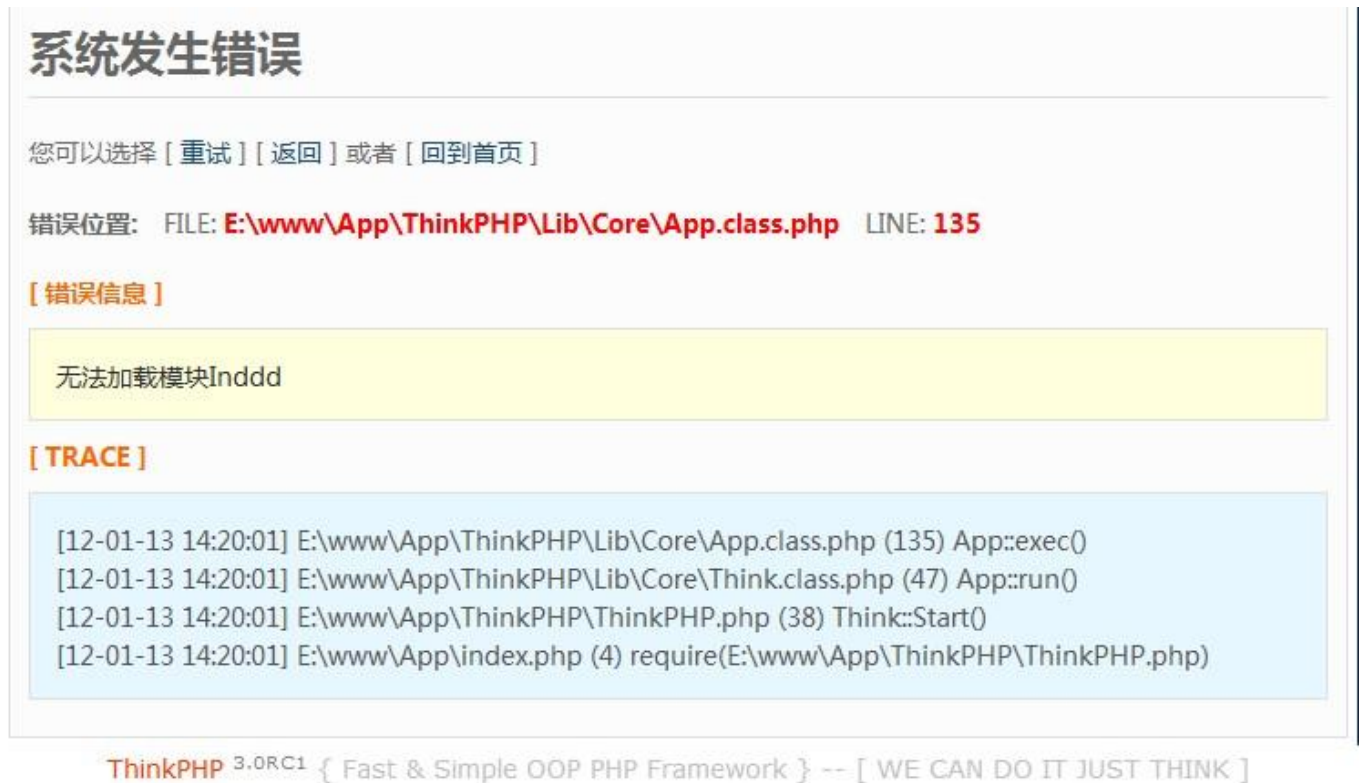 系统发生错误
您可以选择 [ 重试 ] [ 返回 ] 或者 [ 回到首页 ]
错误位置: FILE: E:\www\App\ThinkPHP\Lib\Core\App.class.php LINE: 135
[ 错误信息 ]
无法加载模块Inddd
[ TRACE ]
[12-01-13 14:20:01] E:\www\App\ThinkPHP\Lib\Core\App.class.php (135) App::exec()
[12-01-13 14:20:01] E:\www\App\ThinkPHP\Lib\Core\Think.class.php (47) App::run()
[12-01-13 14:20:01] E:\www\App\ThinkPHP\ThinkPHP.php (38) Think::Start()
[12-01-13 14:20:01] E:\www\App\index.php (4) require(E:\www\App\ThinkPHP\ThinkPHP.php)
ThinkPHP 3.0RC1 { Fast & Simple OOP PHP Framework } -- [ WE CAN DO IT JUST THINK ]